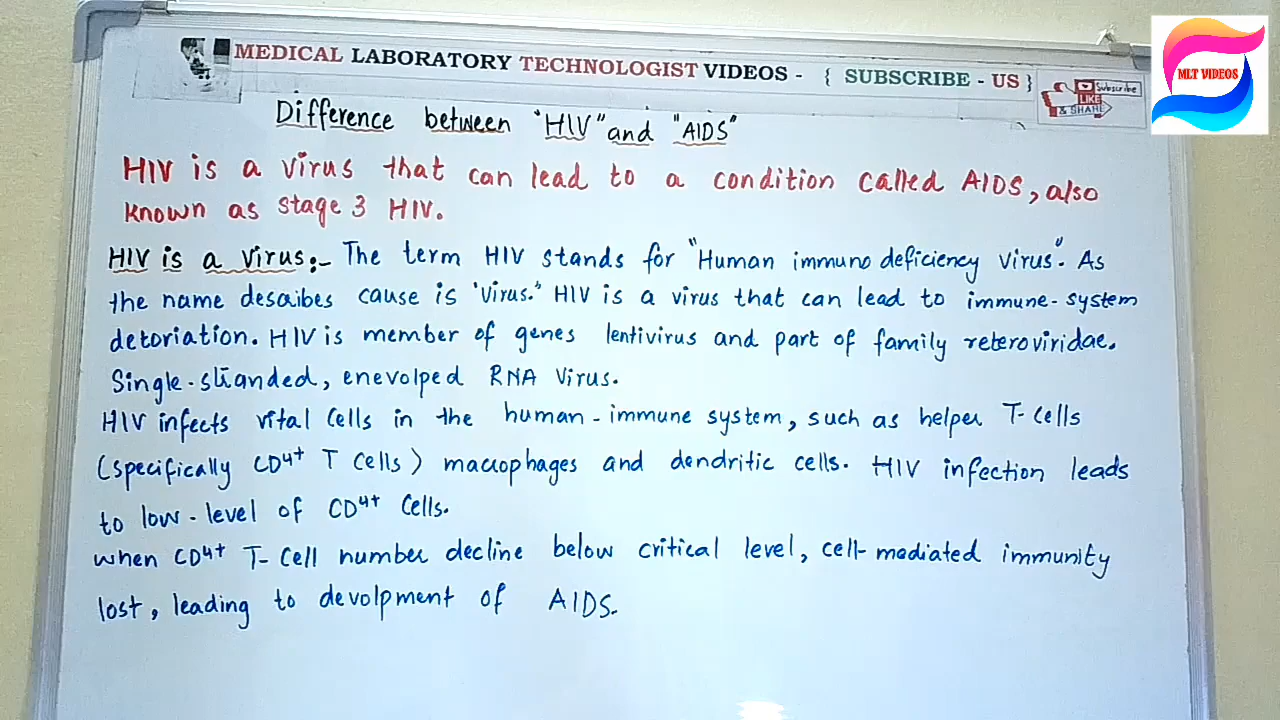 MEDICAL LABORATORY TECHNOLOGIST VIDEOS - { SUBSCRIBE - US }
Subscribe
LIKE
& SHARE
MLT VIDEOS
Difference between "HIV" and "AIDS"
HIV is a virus that can lead to a condition called AIDS, also
known as stage 3 HIV.
HIV is a virus:- The term HIV stands for "Human immuno deficiency virus". As
the name describes cause is "virus." HIV is a virus that can lead to immune-system
detoriation. HIV is member of genes lentivirus and part of family reteroviridae.
Single-stranded, enevolped RNA Virus.
HIV infects vital cells in the human-immune system, such as helper T-cells
(specifically CD4+ T cells) macrophages and dendritic cells. HIV infection leads
to low-level of CD4+ cells.
when CD4+ T-cell number decline below critical level, cell-mediated immunity
lost, leading to devolpment of AIDS.